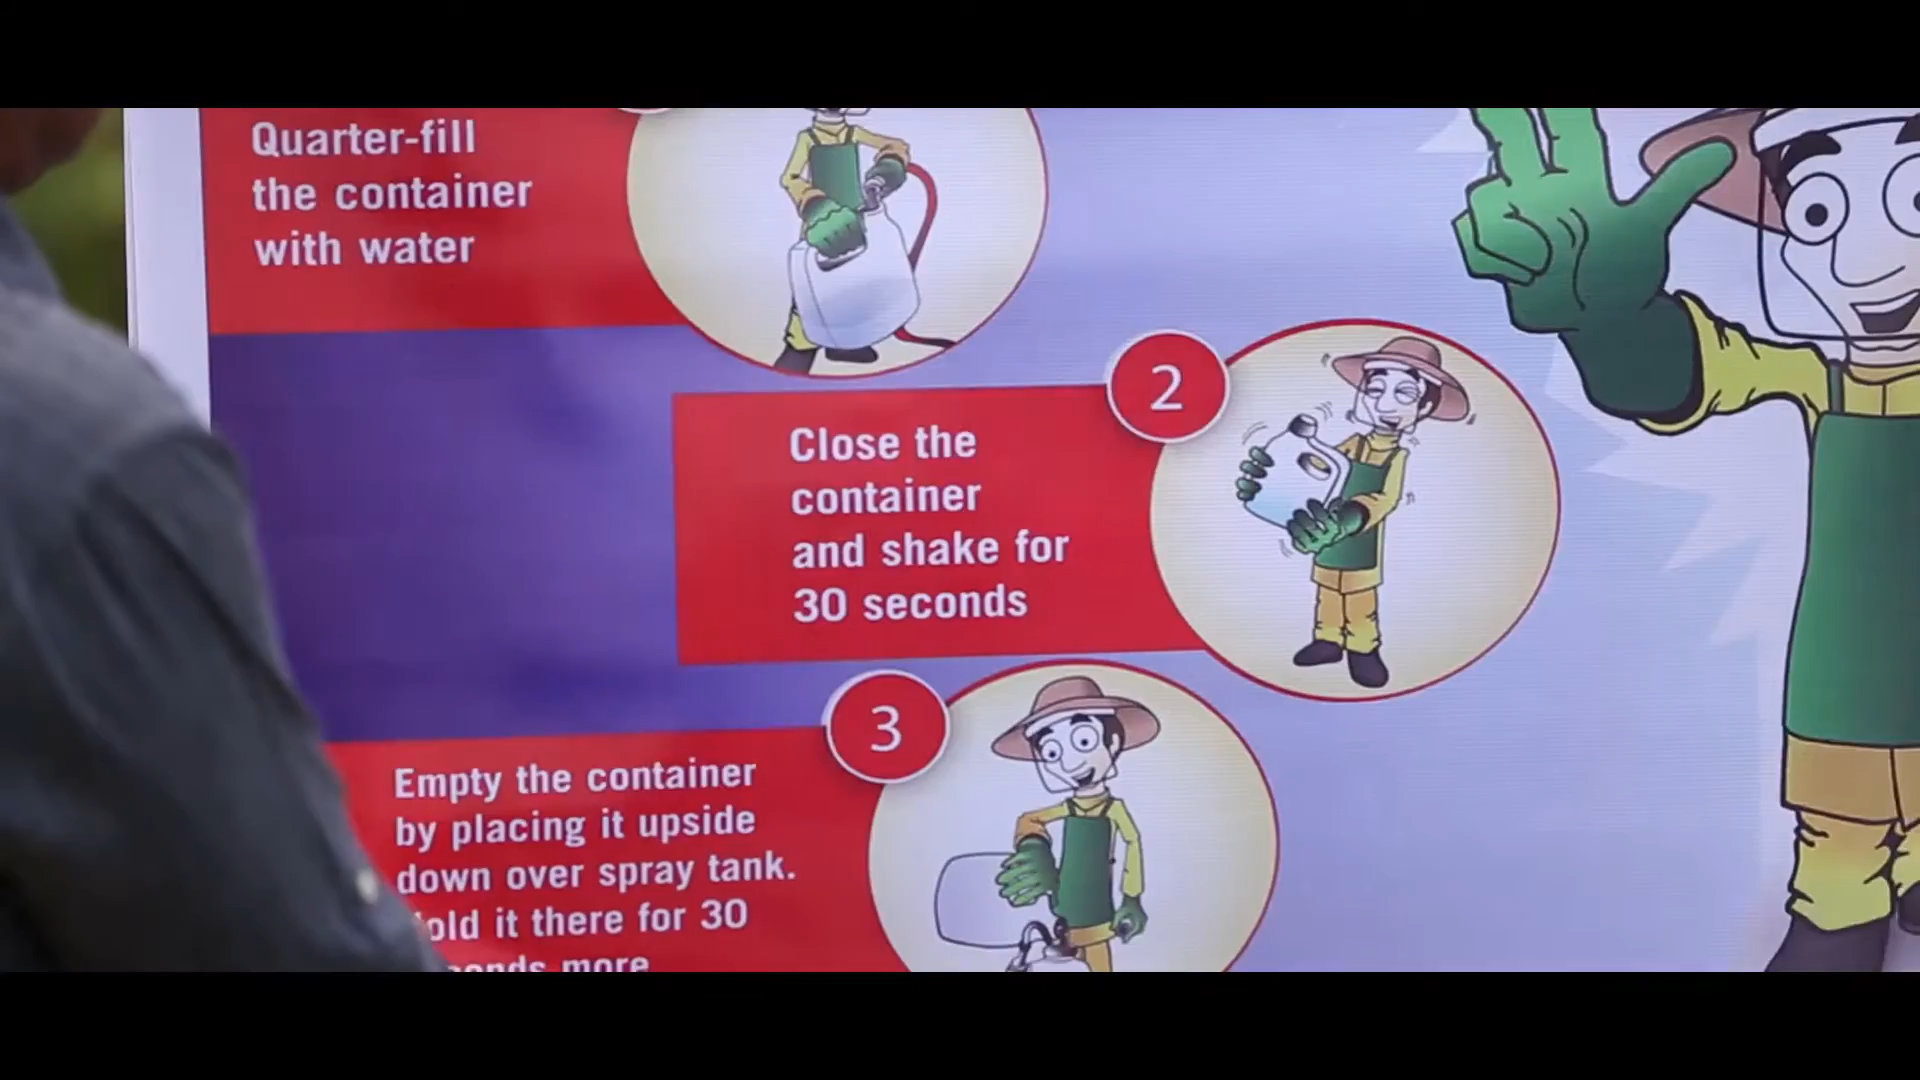 Quarter-fill
the container
with water
2
Close the
container
and shake for
30 seconds
3
Empty the container
by placing it upside
down over spray tank.
old it there for 30
more